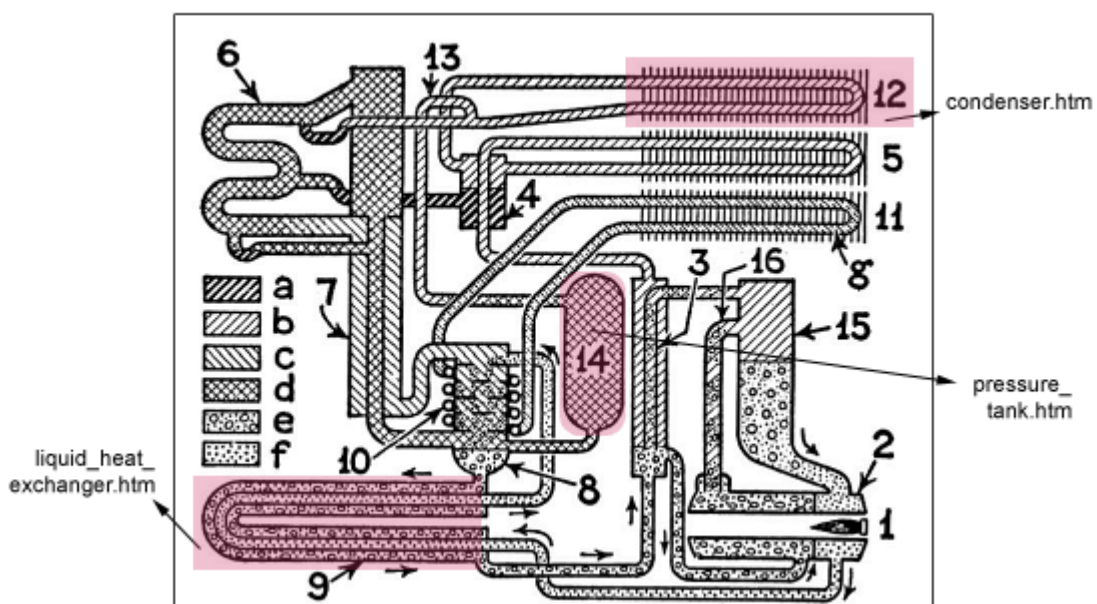 6
13
12
condenser.htm
5
4
11
8
3
16
7
15
a
b
c
d
e
f
14
pressure_
tank.htm
10
liquid_heat_
exchanger.htm
8
2
1
9